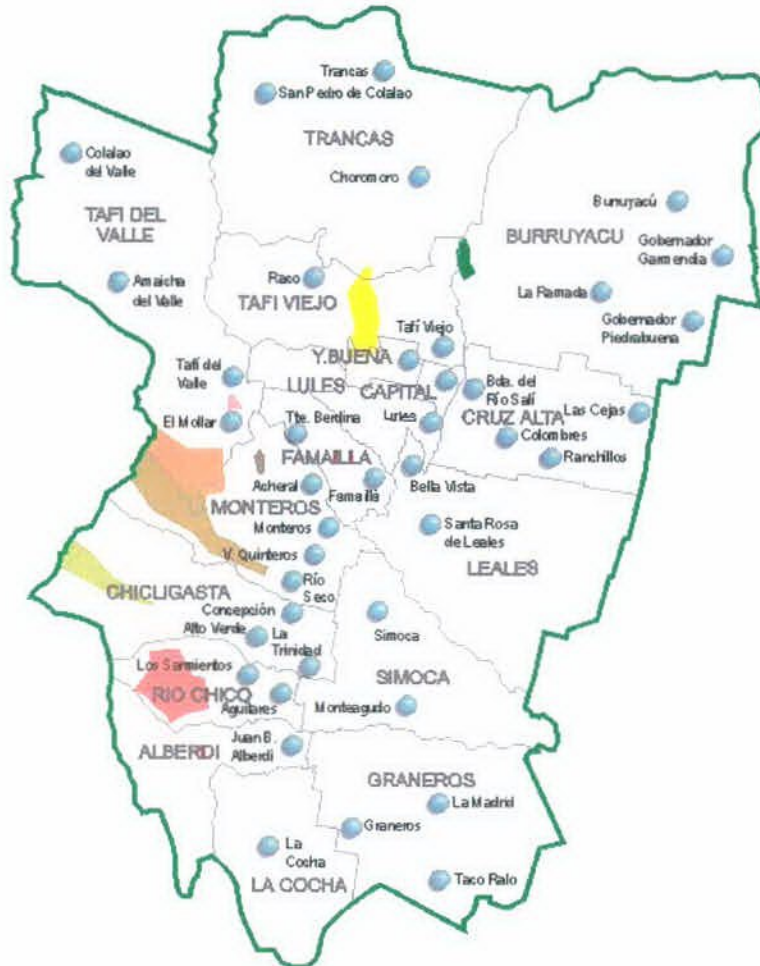 Trancas
San Pedro de Colalao
TRANCAS
Colalao
del Valle
Choromoro
TAFI DEL
VALLE
Burruyacú
BURRUYACU
Gobernador
Garmendia
Amaicha
del Valle
Raco
TAFI VIEJO
La Ramada
Gobernador
Piedrabuena
Tafí Viejo
Y.BUENA
Tafí del
Valle
LULES
CAPITAL
Bda. del
Río Salí
El Mollar
Tte. Berdina
Lules
CRUZ ALTA
Las Cejas
Colombres
FAMAILLA
Ranchillos
Acheral
Famaillá
Bella Vista
MONTEROS
Monteros
Santa Rosa
de Leales
V. Quinteros
LEALES
CHICLIGASTA
Río
Seco
Concepción
Alto Verde
La
Trinidad
Simoca
Los Sarmientos
SIMOCA
RIO CHICO
Aguilares
Monteagudo
Juan B.
Alberdi
ALBERDI
GRANEROS
La Madrid
Graneros
La
Cocha
LA COCHA
Taco Ralo